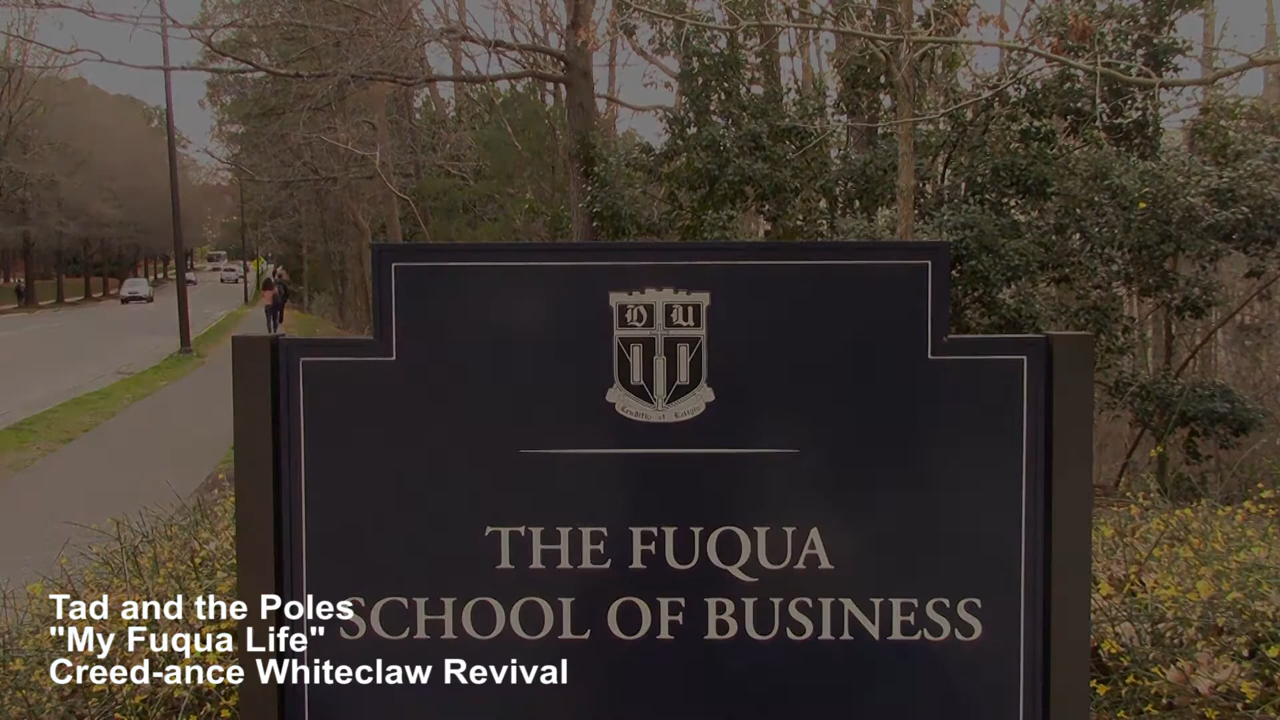 D U
THE FUQUA
SCHOOL OF BUSINESS
Tad and the Poles
"My Fuqua Life"
Creed-ance Whiteclaw Revival